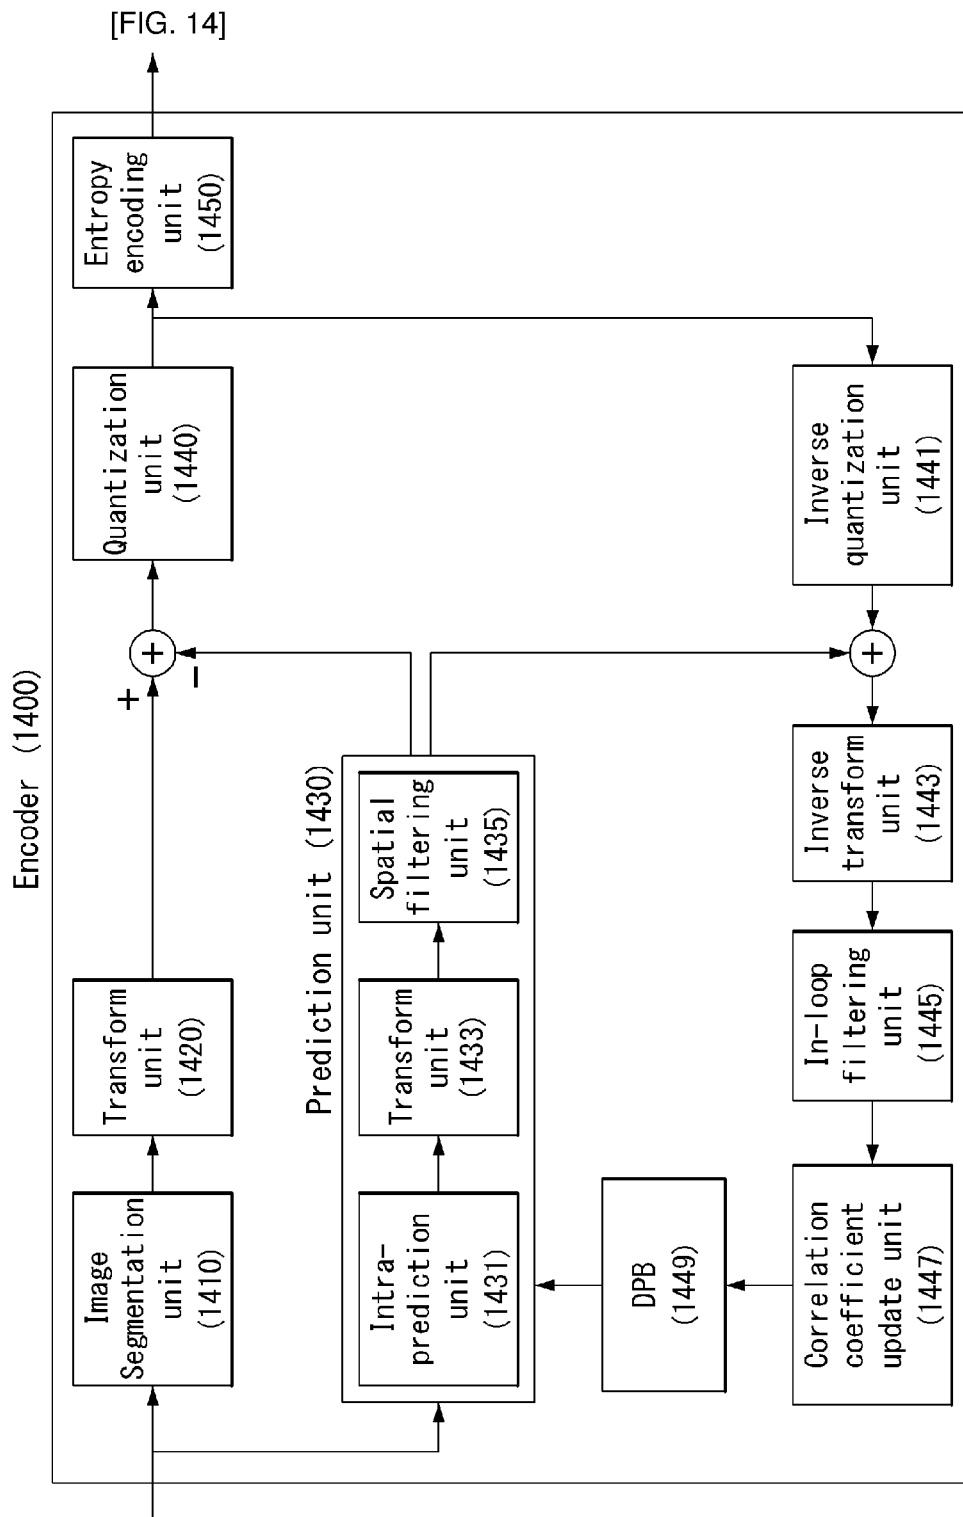 [FIG. 14]
Encoder (1400)
Image
Segmentation
unit
(1410)
Transform
unit
(1420)
+
−
+
Quantization
unit
(1440)
Entropy
encoding
unit
(1450)
Prediction unit (1430)
Intra-
prediction
unit
(1431)
Transform
unit
(1433)
Spatial
filtering
unit
(1435)
DPB
(1449)
Correlation
coefficient
update unit
(1447)
In-loop
filtering
unit
(1445)
Inverse
transform
unit
(1443)
+
Inverse
quantization
unit
(1441)